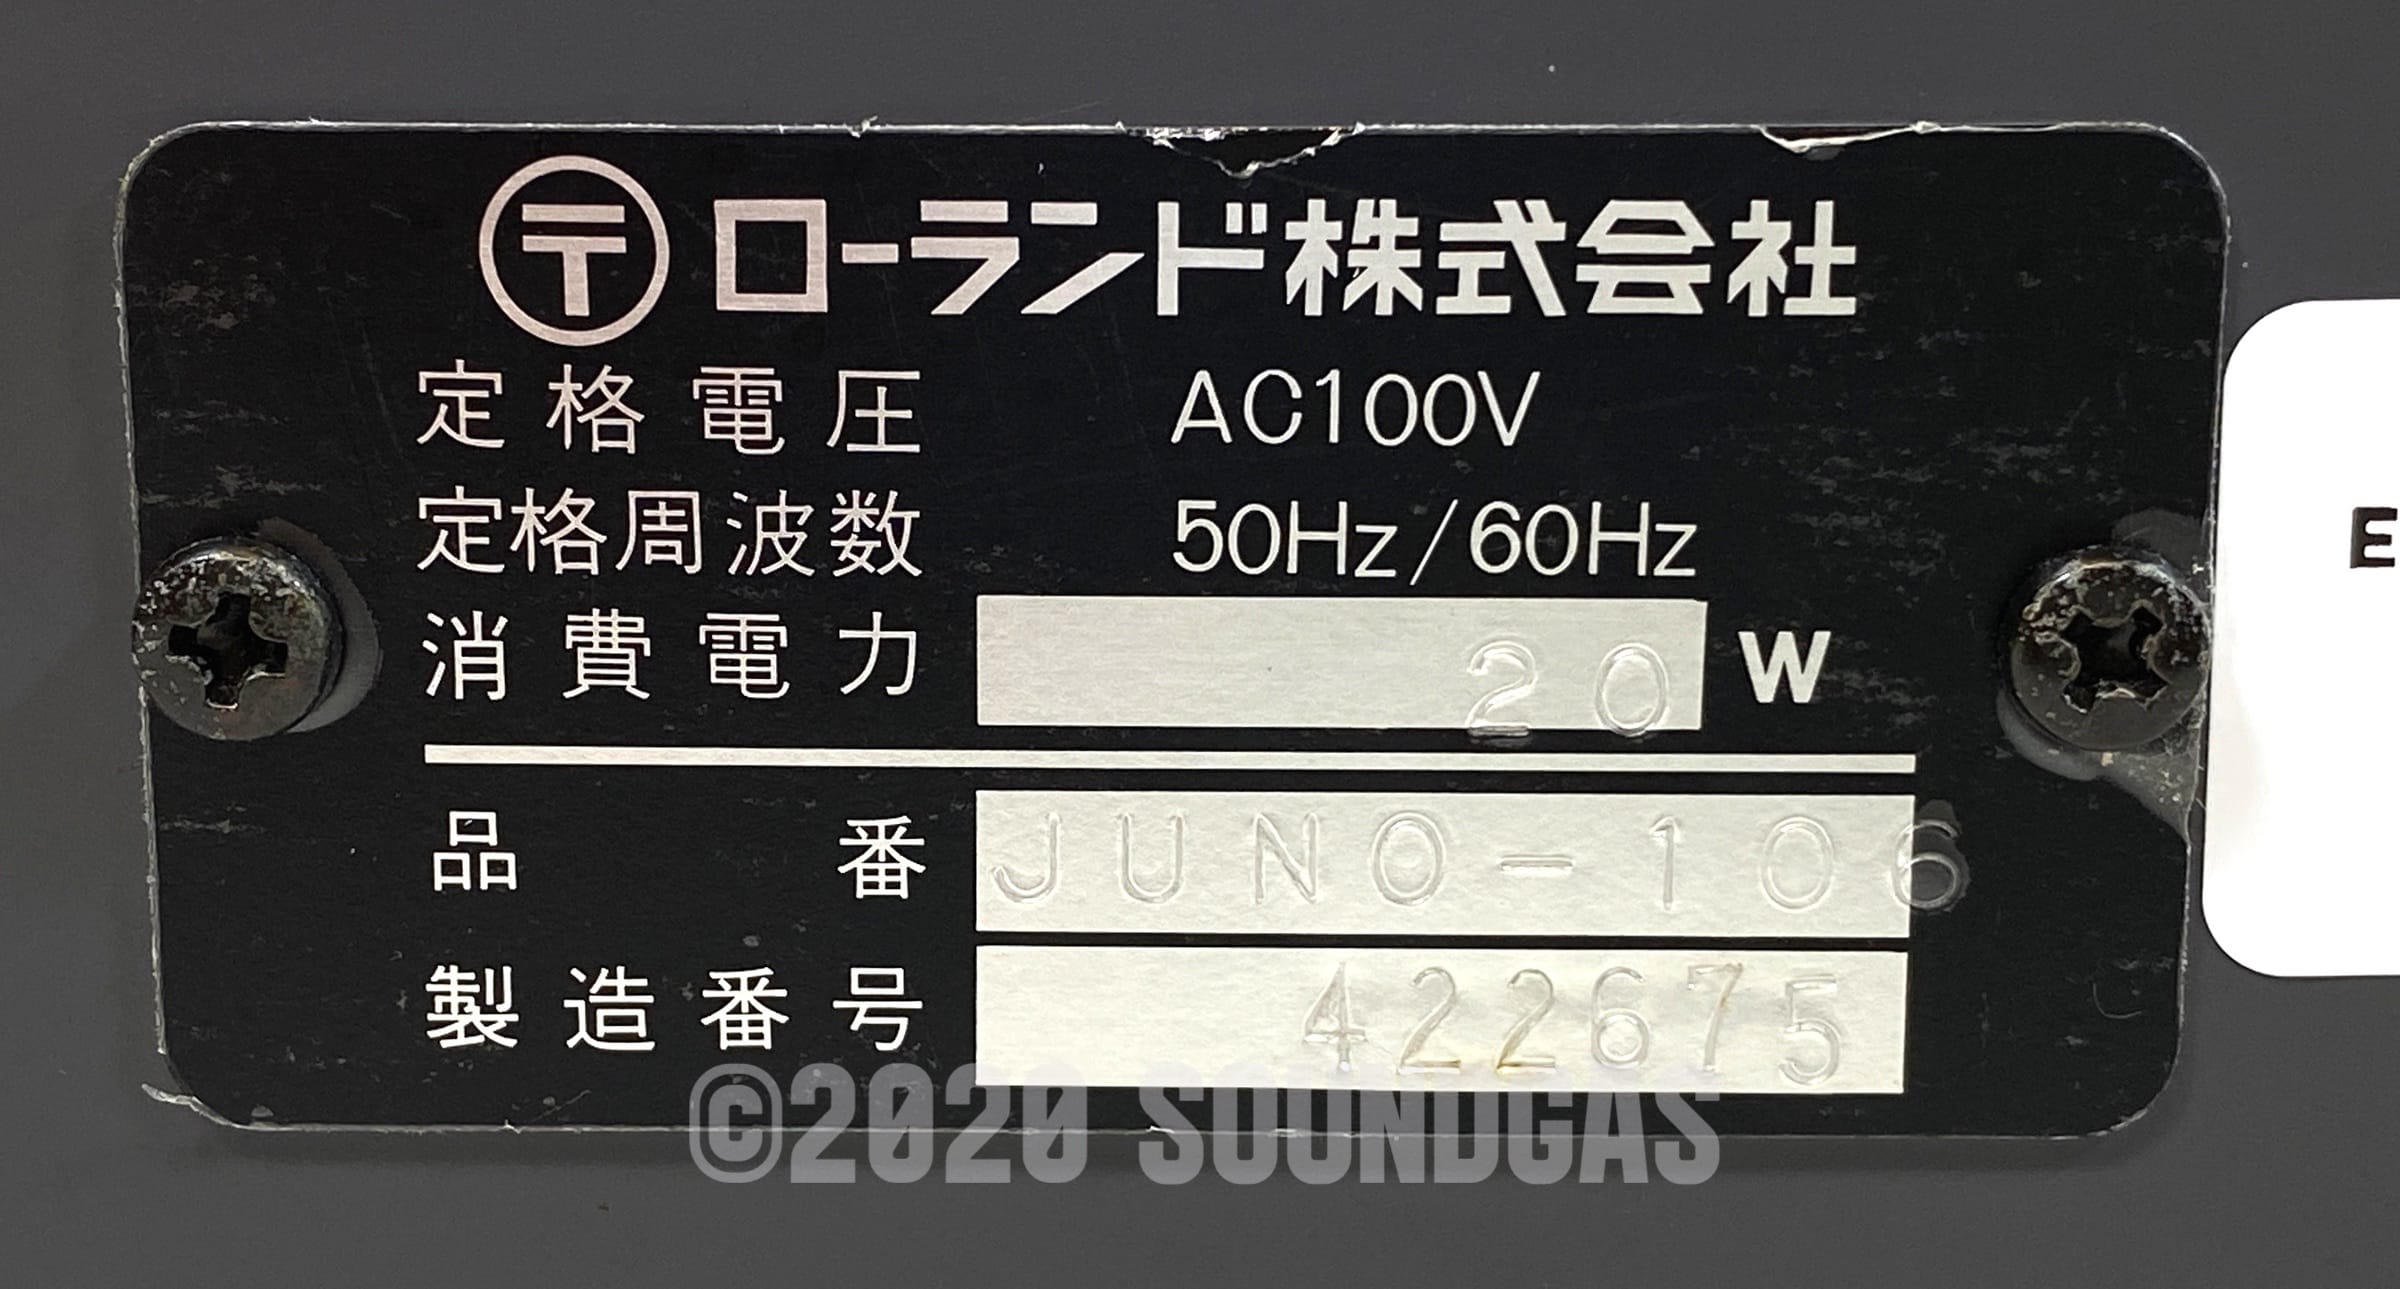 〒 ローランド株式会社
定格電圧 AC100V
定格周波数 50Hz/60Hz
消費電力 20 W
品番 JUNO-106
製造番号 422675
©2020 SOUNDGAS
E